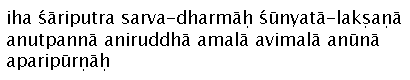 iha śāriputra sarva-dharmāḥ śūnyatā-lakṣaṇā
anutpannā aniruddhā amalā avimalā anūnā
aparipūrṇāḥ